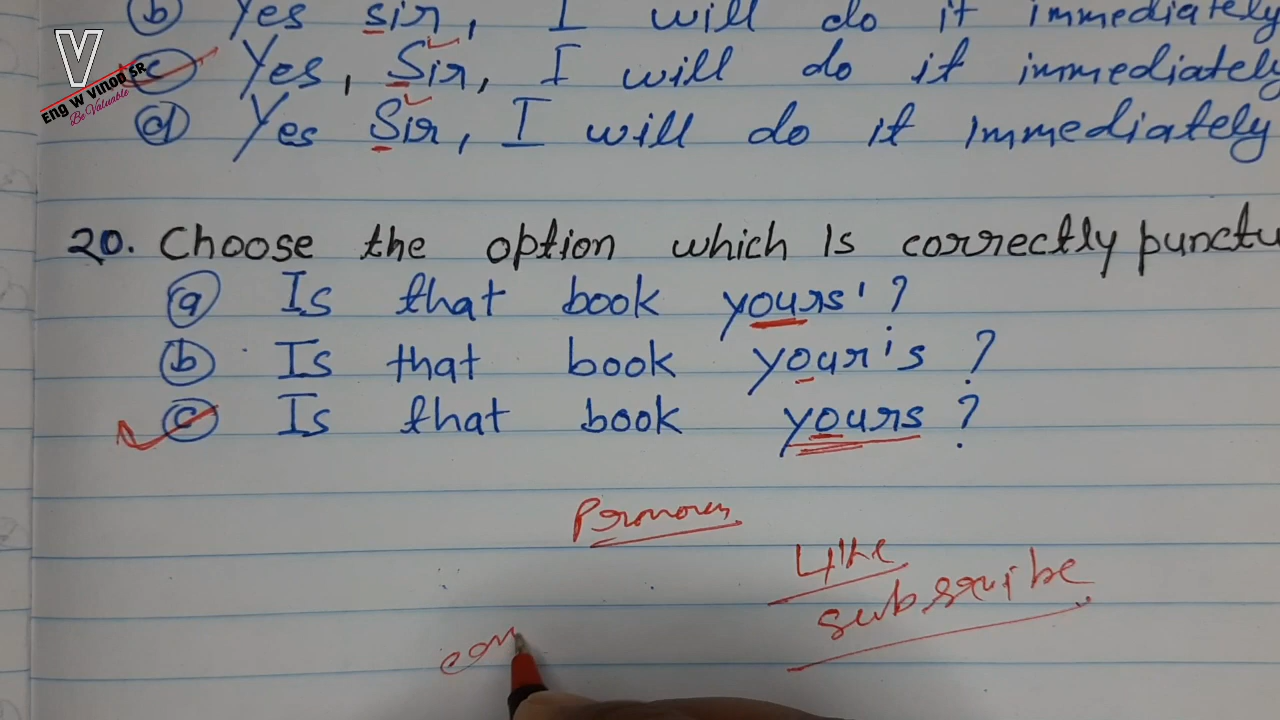 b Yes sir, I will do it immediately
V
Eng W Vinod SR
Be Valuable
c Yes, Sir, I will do it immediately
d Yes Sir, I will do it immediately
20. Choose the option which is correctly punctu
a Is that book yours' ?
b Is that book your's ?
c Is that book yours ?
Pronoun
Like
subscribe
com